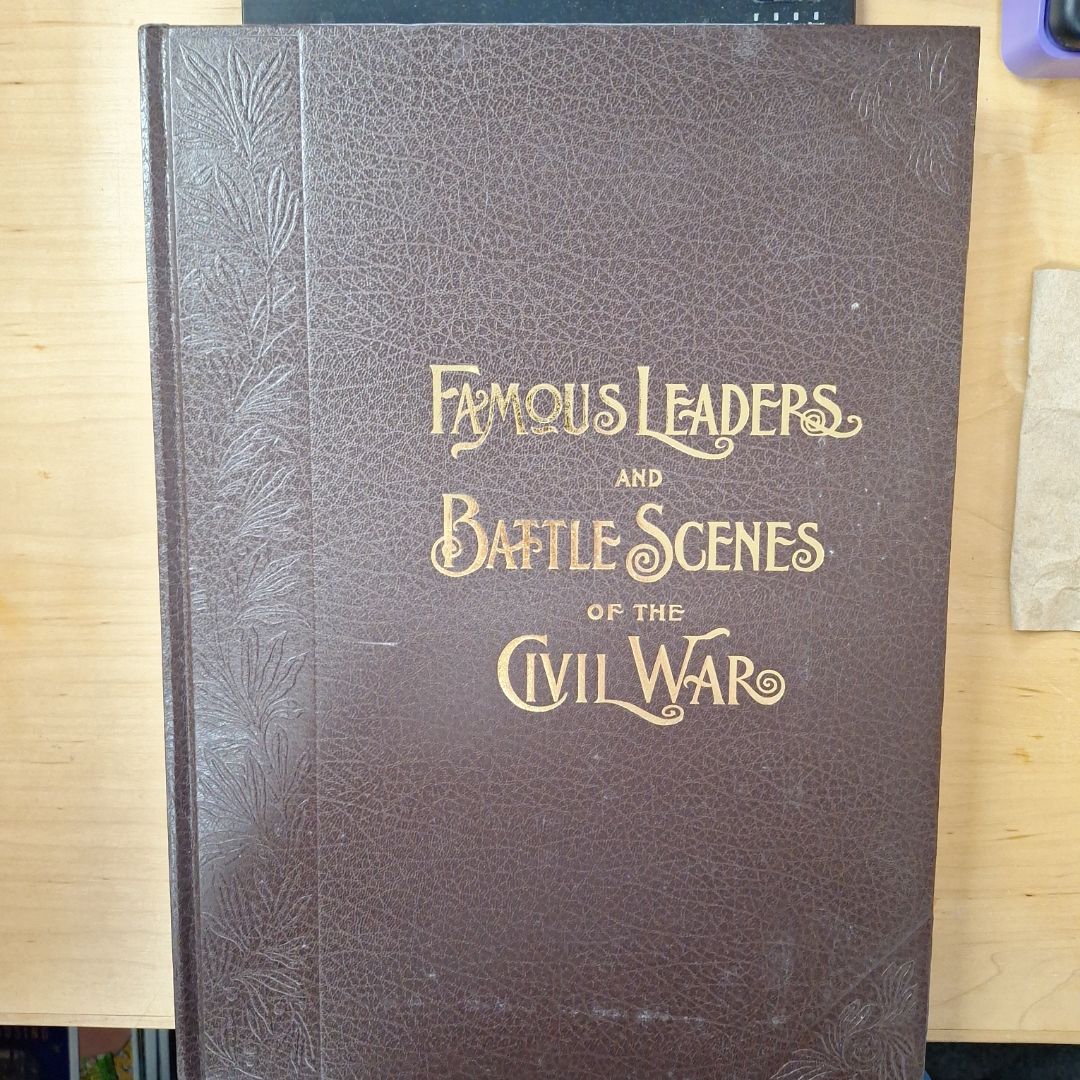 FAMOUS LEADERS
AND
BATTLE SCENES
OF THE
CIVIL WAR